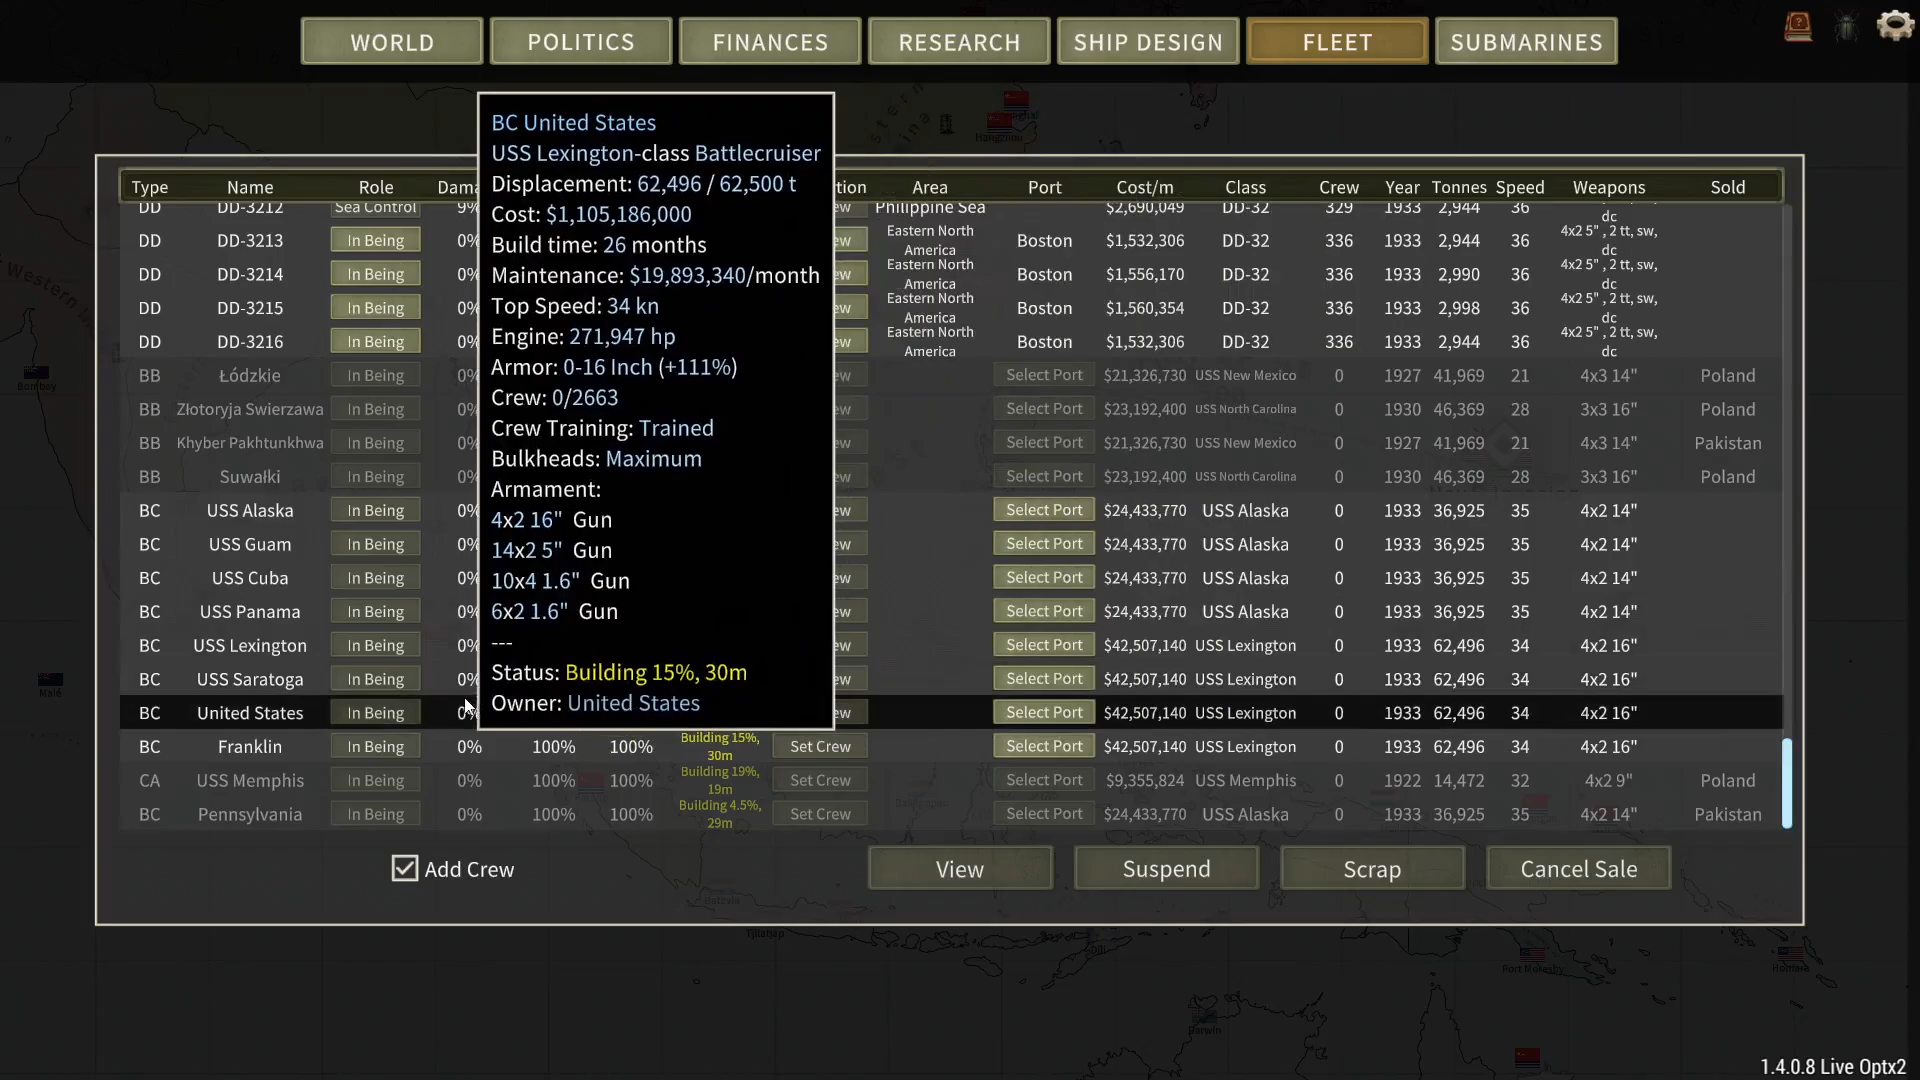 WORLD POLITICS FINANCES RESEARCH SHIP DESIGN FLEET SUBMARINES
BC United States
USS Lexington-class Battlecruiser
Displacement: 62,496 / 62,500 t
Cost: $1,105,186,000
Build time: 26 months
Maintenance: $19,893,340/month
Top Speed: 34 kn
Engine: 271,947 hp
Armor: 0-16 Inch (+111%)
Crew: 0/2663
Crew Training: Trained
Bulkheads: Maximum
Armament:
4x2 16" Gun
14x2 5" Gun
10x4 1.6" Gun
6x2 1.6" Gun
---
Status: Building 15%, 30m
Owner: United States
Type Name Role Area Port Cost/m Class Crew Year Tonnes Speed Weapons Sold
DD DD-3212 Sea Control 9% Philippine Sea $2,690,049 DD-32 329 1933 2,944 36 dc
DD DD-3213 In Being 0% Eastern North America Boston $1,532,306 DD-32 336 1933 2,944 36 4x2 5" , 2 tt, sw, dc
DD DD-3214 In Being 0% Eastern North America Boston $1,556,170 DD-32 336 1933 2,990 36 4x2 5" , 2 tt, sw, dc
DD DD-3215 In Being 0% Eastern North America Boston $1,560,354 DD-32 336 1933 2,998 36 4x2 5" , 2 tt, sw, dc
DD DD-3216 In Being 0% Eastern North America Boston $1,532,306 DD-32 336 1933 2,944 36 4x2 5" , 2 tt, sw, dc
BB Łódzkie In Being 0% Select Port $21,326,730 USS New Mexico 0 1927 41,969 21 4x3 14" Poland
BB Złotoryja Swierzawa In Being 0% Select Port $23,192,400 USS North Carolina 0 1930 46,369 28 3x3 16" Poland
BB Khyber Pakhtunkhwa In Being 0% Select Port $21,326,730 USS New Mexico 0 1927 41,969 21 4x3 14" Pakistan
BB Suwałki In Being 0% Select Port $23,192,400 USS North Carolina 0 1930 46,369 28 3x3 16" Poland
BC USS Alaska In Being 0% Select Port $24,433,770 USS Alaska 0 1933 36,925 35 4x2 14"
BC USS Guam In Being 0% Select Port $24,433,770 USS Alaska 0 1933 36,925 35 4x2 14"
BC USS Cuba In Being 0% Select Port $24,433,770 USS Alaska 0 1933 36,925 35 4x2 14"
BC USS Panama In Being 0% Select Port $24,433,770 USS Alaska 0 1933 36,925 35 4x2 14"
BC USS Lexington In Being 0% Select Port $42,507,140 USS Lexington 0 1933 62,496 34 4x2 16"
BC USS Saratoga In Being 0% Select Port $42,507,140 USS Lexington 0 1933 62,496 34 4x2 16"
BC United States In Being 0% Select Port $42,507,140 USS Lexington 0 1933 62,496 34 4x2 16"
BC Franklin In Being 0% 100% 100% Building 15%, 30m Set Crew Select Port $42,507,140 USS Lexington 0 1933 62,496 34 4x2 16"
CA USS Memphis In Being 0% 100% 100% Building 19%, 19m Set Crew Select Port $9,355,824 USS Memphis 0 1922 14,472 32 4x2 9" Poland
BC Pennsylvania In Being 0% 100% 100% Building 4.5%, 29m Set Crew Select Port $24,433,770 USS Alaska 0 1933 36,925 35 4x2 14" Pakistan
Add Crew View Suspend Scrap Cancel Sale
Bombay
Malé
Port Moresby
Darwin
1.4.0.8 Live Optx2